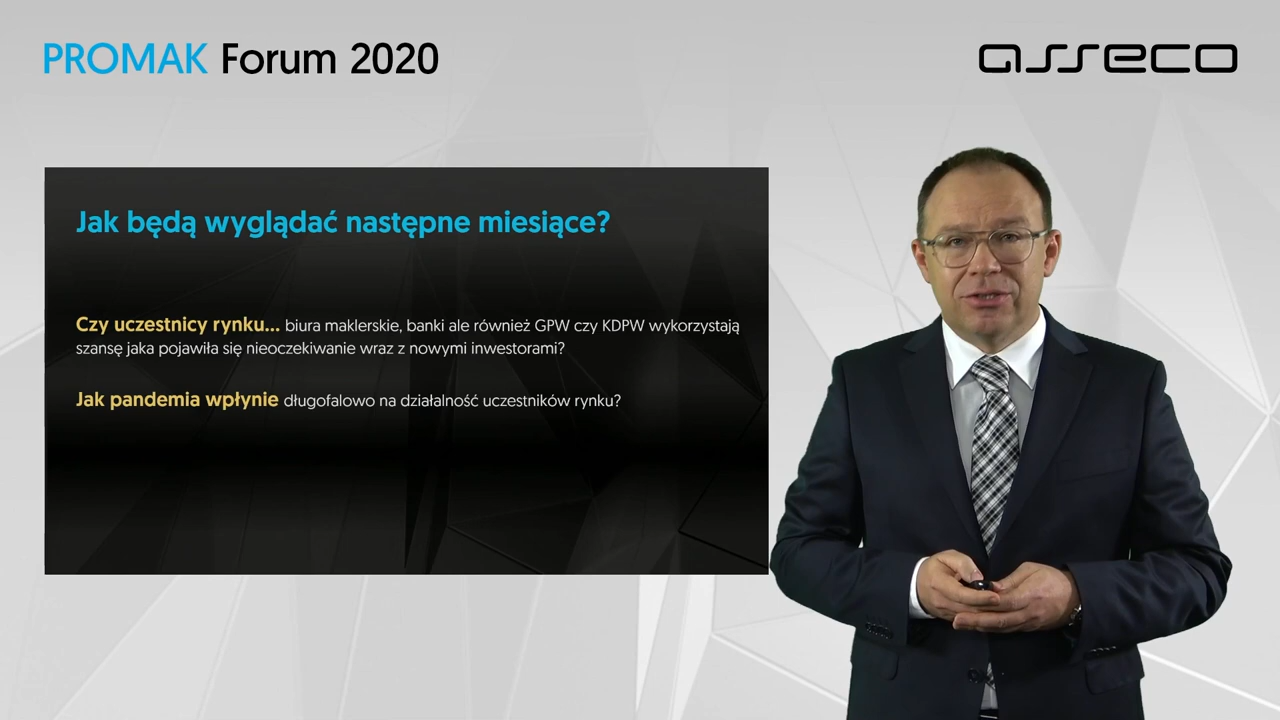 PROMAK Forum 2020
asseco
Jak będą wyglądać następne miesiące?
Czy uczestnicy rynku... biura maklerskie, banki ale również GPW czy KDPW wykorzystają
szansę jaka pojawiła się nieoczekiwanie wraz z nowymi inwestorami?
Jak pandemia wpłynie długofalowo na działalność uczestników rynku?